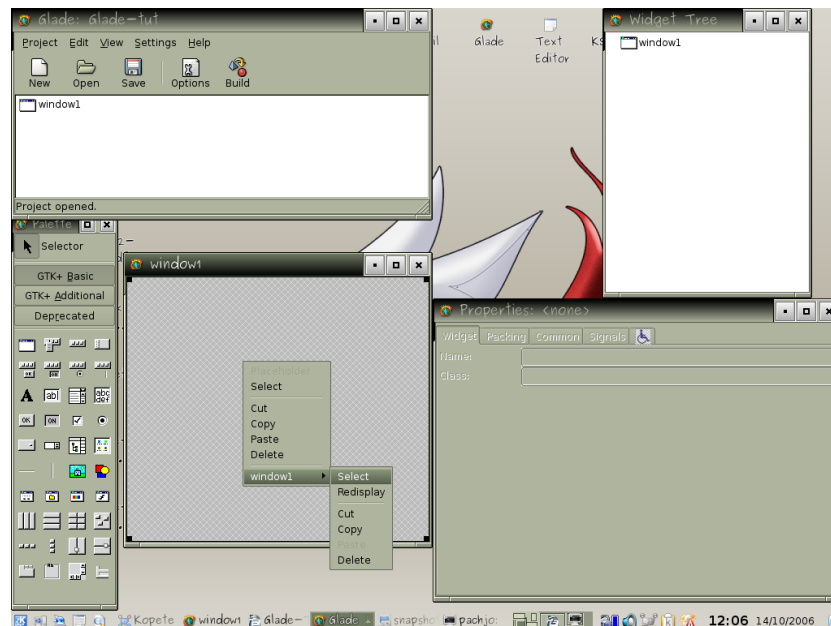 Glade: Glade-tut
Project Edit View Settings Help
New Open Save Options Build
window1
Project opened.
Glade
Text
Editor
Widget Tree
window1
Palette
Selector
GTK+ Basic
GTK+ Additional
Deprecated
window1
Placeholder
Select
Cut
Copy
Paste
Delete
window1
Select
Redisplay
Cut
Copy
Paste
Delete
Properties: <none>
Widget Packing Common Signals
Name:
Class:
Kopete window1 Glade- Glade snapsho pachjo: 12:06 14/10/2006